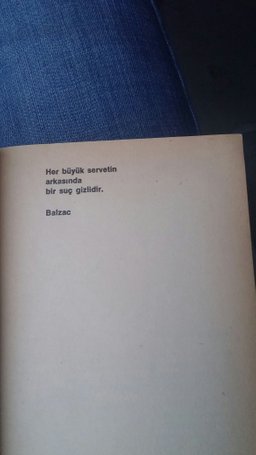 Her büyük servetin
arkasında
bir suç gizlidir.
Balzac